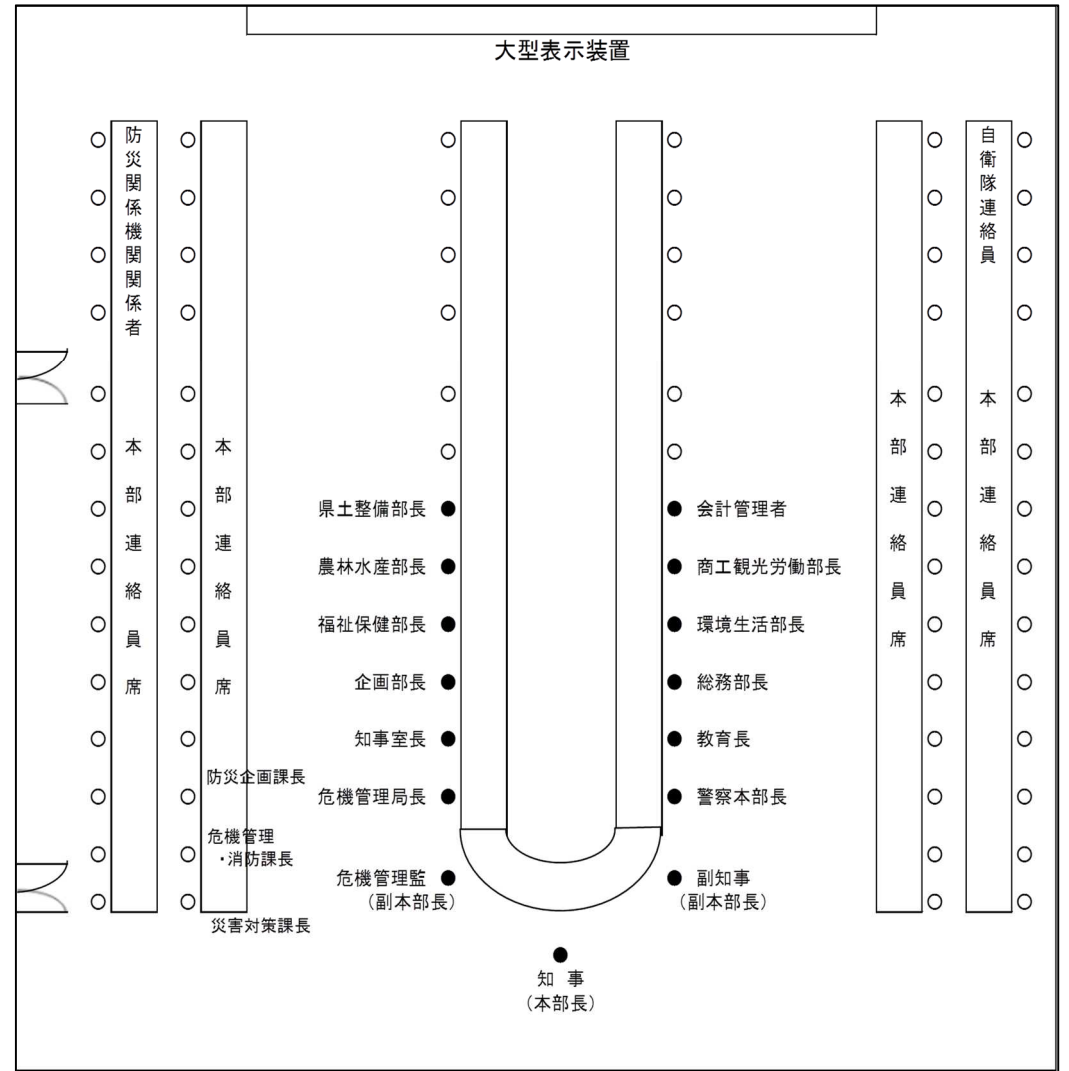 大型表示装置
防災関係機関関係者
本部連絡員席
本部連絡員席
県土整備部長
農林水産部長
福祉保健部長
企画部長
知事室長
危機管理局長
危機管理監
（副本部長）
会計管理者
商工観光労働部長
環境生活部長
総務部長
教育長
警察本部長
副知事
（副本部長）
知 事
（本部長）
防災企画課長
危機管理
・消防課長
災害対策課長
本部連絡員席
自衛隊連絡員
本部連絡員席